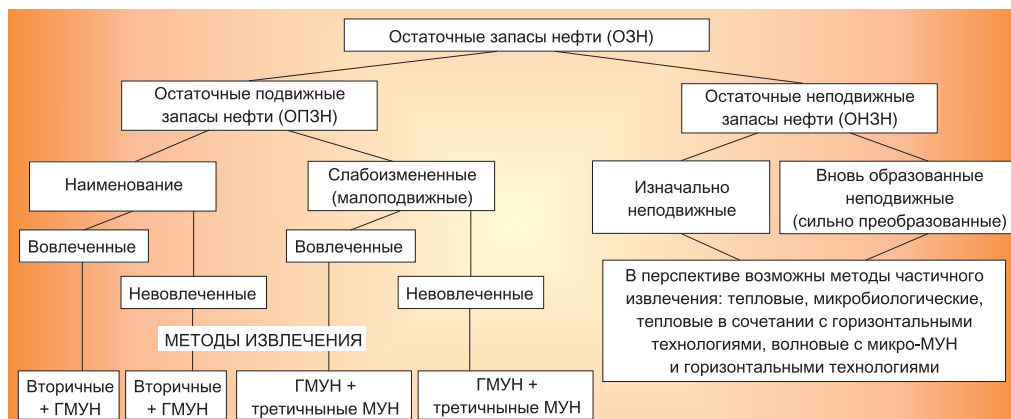 Остаточные запасы нефти (ОЗН)
Остаточные подвижные
запасы нефти (ОПЗН)
Остаточные неподвижные
запасы нефти (ОНЗН)
Наименование
Слабоизмененные
(малоподвижные)
Изначально
неподвижные
Вновь образованные
неподвижные
(сильно преобразованные)
Вовлеченные
Вовлеченные
Невовлеченные
Невовлеченные
В перспективе возможны методы частичного
извлечения: тепловые, микробиологические,
тепловые в сочетании с горизонтальными
технологиями, волновые с микро-МУН
и горизонтальными технологиями
МЕТОДЫ ИЗВЛЕЧЕНИЯ
Вторичные
+ ГМУН
Вторичные
+ ГМУН
ГМУН +
третичныные МУН
ГМУН +
третичныные МУН